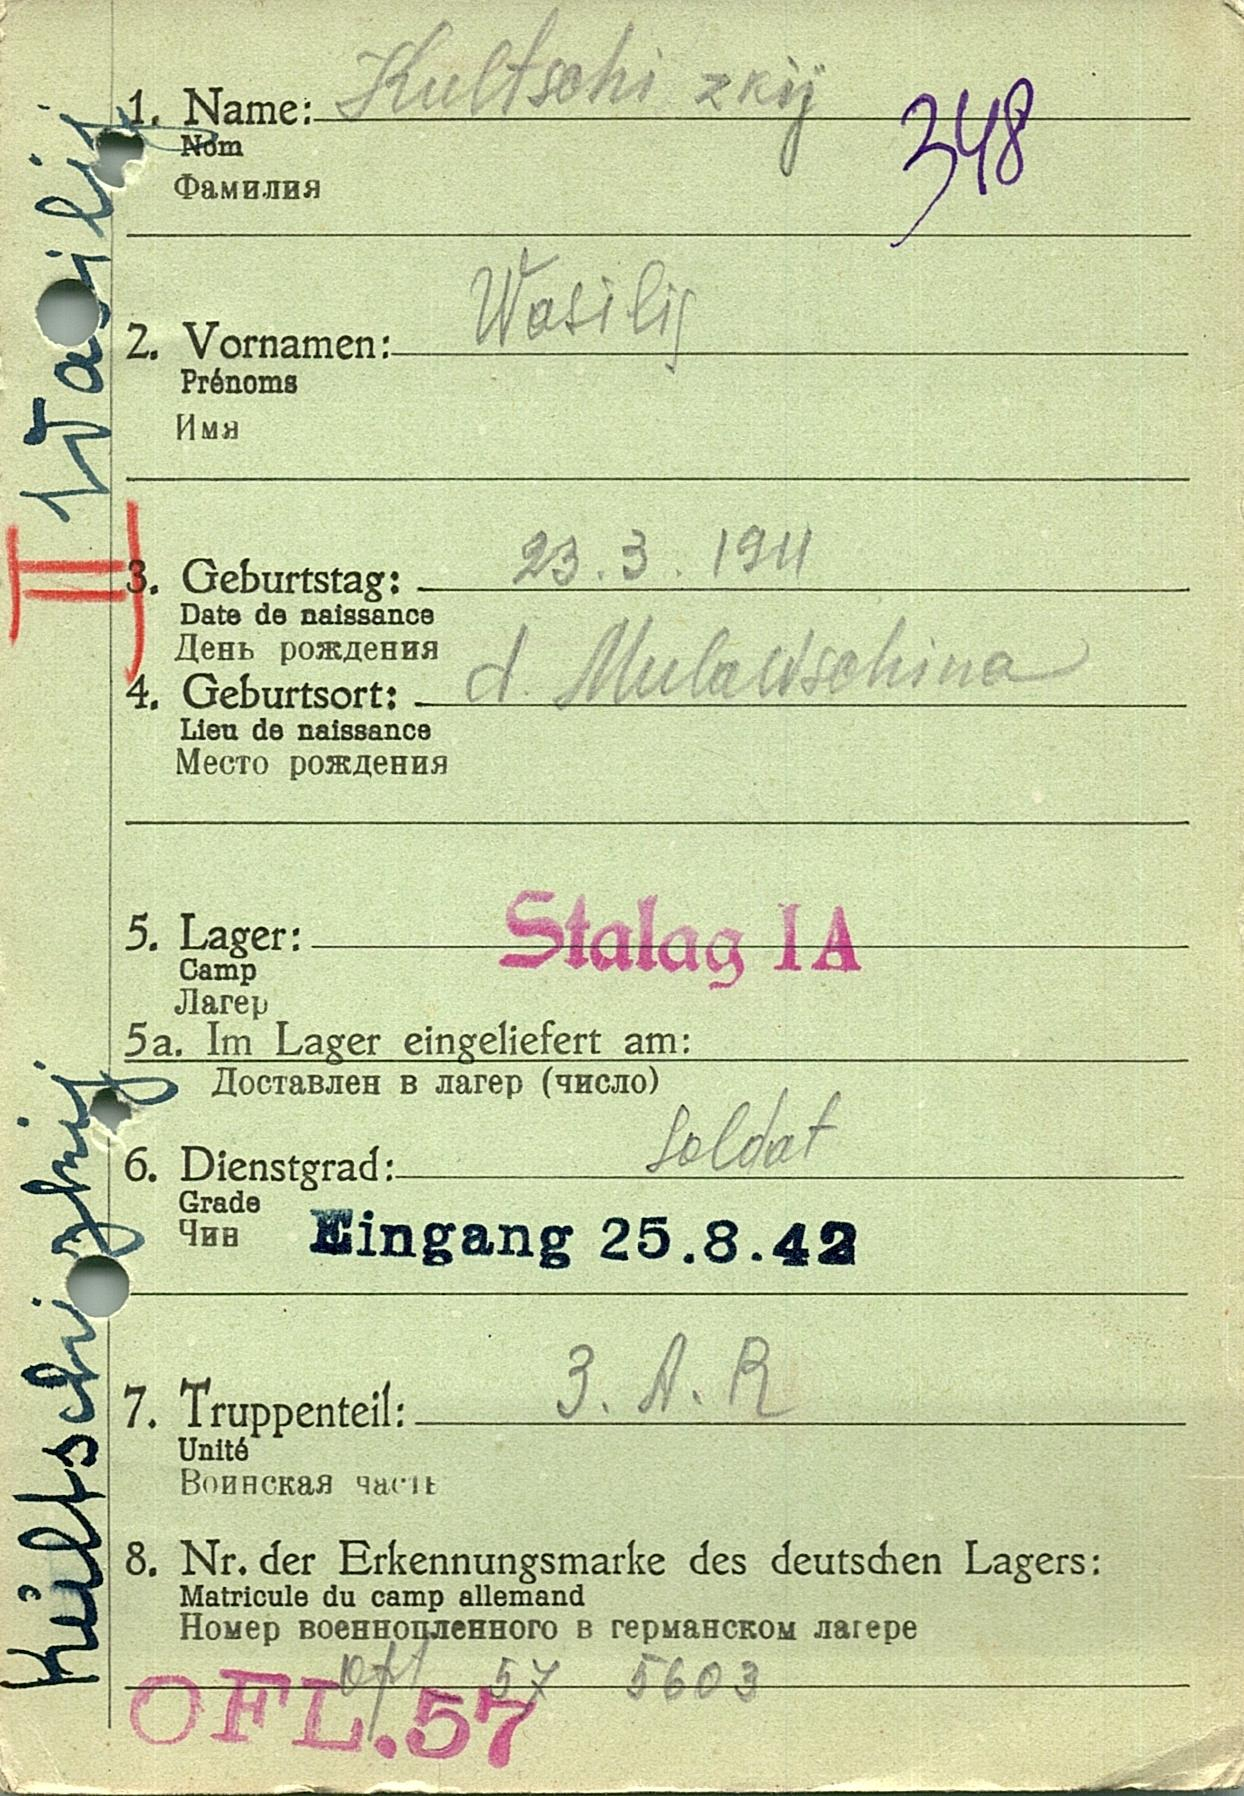 1. Name: Kultschi zkij
348
Nom
Фамилия
2. Vornamen: Wasilij
Prénoms
Имя
3. Geburtstag: 23. 3. 1911
Date de naissance
День рождения
4. Geburtsort: d. Mulawtschina
Lieu de naissance
Место рождения
5. Lager: Stalag IA
Camp
Лагер
5a. Im Lager eingeliefert am:
Доставлен в лагер (число)
6. Dienstgrad: Soldat
Grade
Чин
Eingang 25.8.42
7. Truppenteil: 3. A. R
Unité
Воинская часть
8. Nr. der Erkennungsmarke des deutschen Lagers:
Matricule du camp allemand
Номер военнопленного в германском лагере
Ofl 57 5603
OFL.57
Kultschizkij Wasilij
II